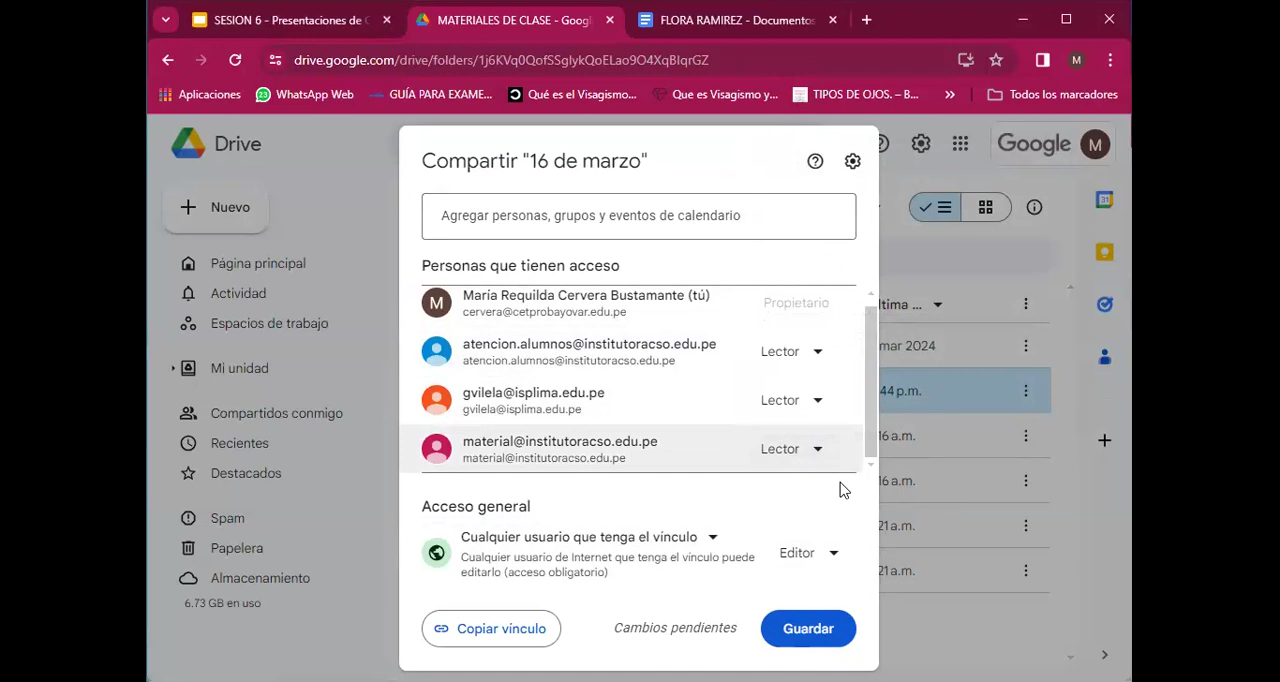 SESION 6 - Presentaciones de
MATERIALES DE CLASE - Googl
FLORA RAMIREZ - Documentos
drive.google.com/drive/folders/1j6KVq0QofSSglykQoELao9O4XqBIqrGZ
M
Aplicaciones
WhatsApp Web
GUÍA PARA EXAME...
Qué es el Visagismo...
Que es Visagismo y...
TIPOS DE OJOS. – B...
Todos los marcadores
Drive
Google
M
Nuevo
Página principal
Actividad
Espacios de trabajo
Mi unidad
Compartidos conmigo
Recientes
Destacados
Spam
Papelera
Almacenamiento
6.73 GB en uso
Compartir "16 de marzo"
Agregar personas, grupos y eventos de calendario
Personas que tienen acceso
M
María Requilda Cervera Bustamante (tú)
cervera@cetprobayovar.edu.pe
Propietario
atencion.alumnos@institutoracso.edu.pe
atencion.alumnos@institutoracso.edu.pe
Lector
gvilela@isplima.edu.pe
gvilela@isplima.edu.pe
Lector
material@institutoracso.edu.pe
material@institutoracso.edu.pe
Lector
Acceso general
Cualquier usuario que tenga el vínculo
Cualquier usuario de Internet que tenga el vínculo puede
editarlo (acceso obligatorio)
Editor
Copiar vínculo
Cambios pendientes
Guardar
ltima ...
mar 2024
44 p.m.
16 a.m.
16 a.m.
21 a.m.
21 a.m.
31